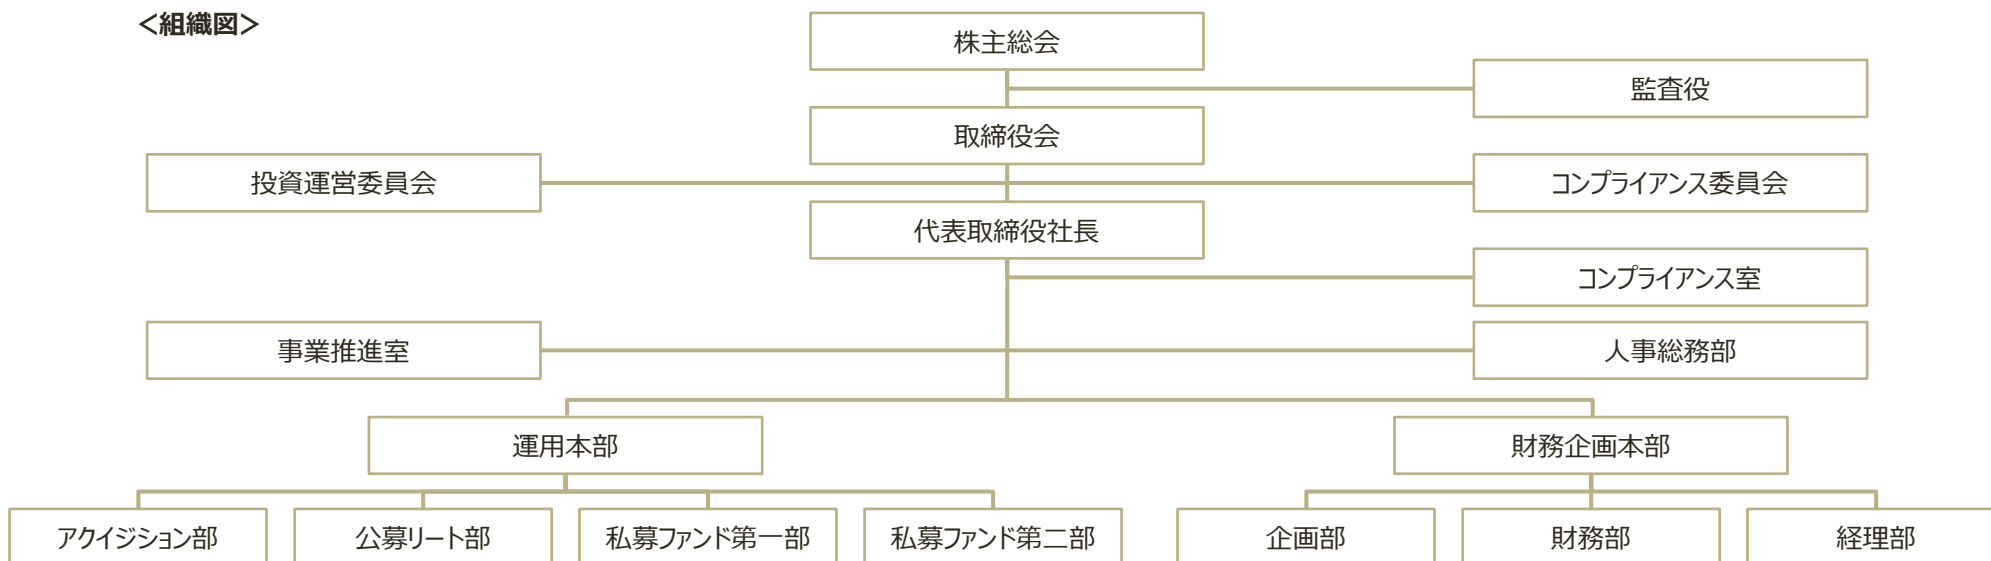 ＜組織図＞
株主総会
監査役
取締役会
投資運営委員会
コンプライアンス委員会
代表取締役社長
コンプライアンス室
事業推進室
人事総務部
運用本部
財務企画本部
アクイジション部
公募リート部
私募ファンド第一部
私募ファンド第二部
企画部
財務部
経理部